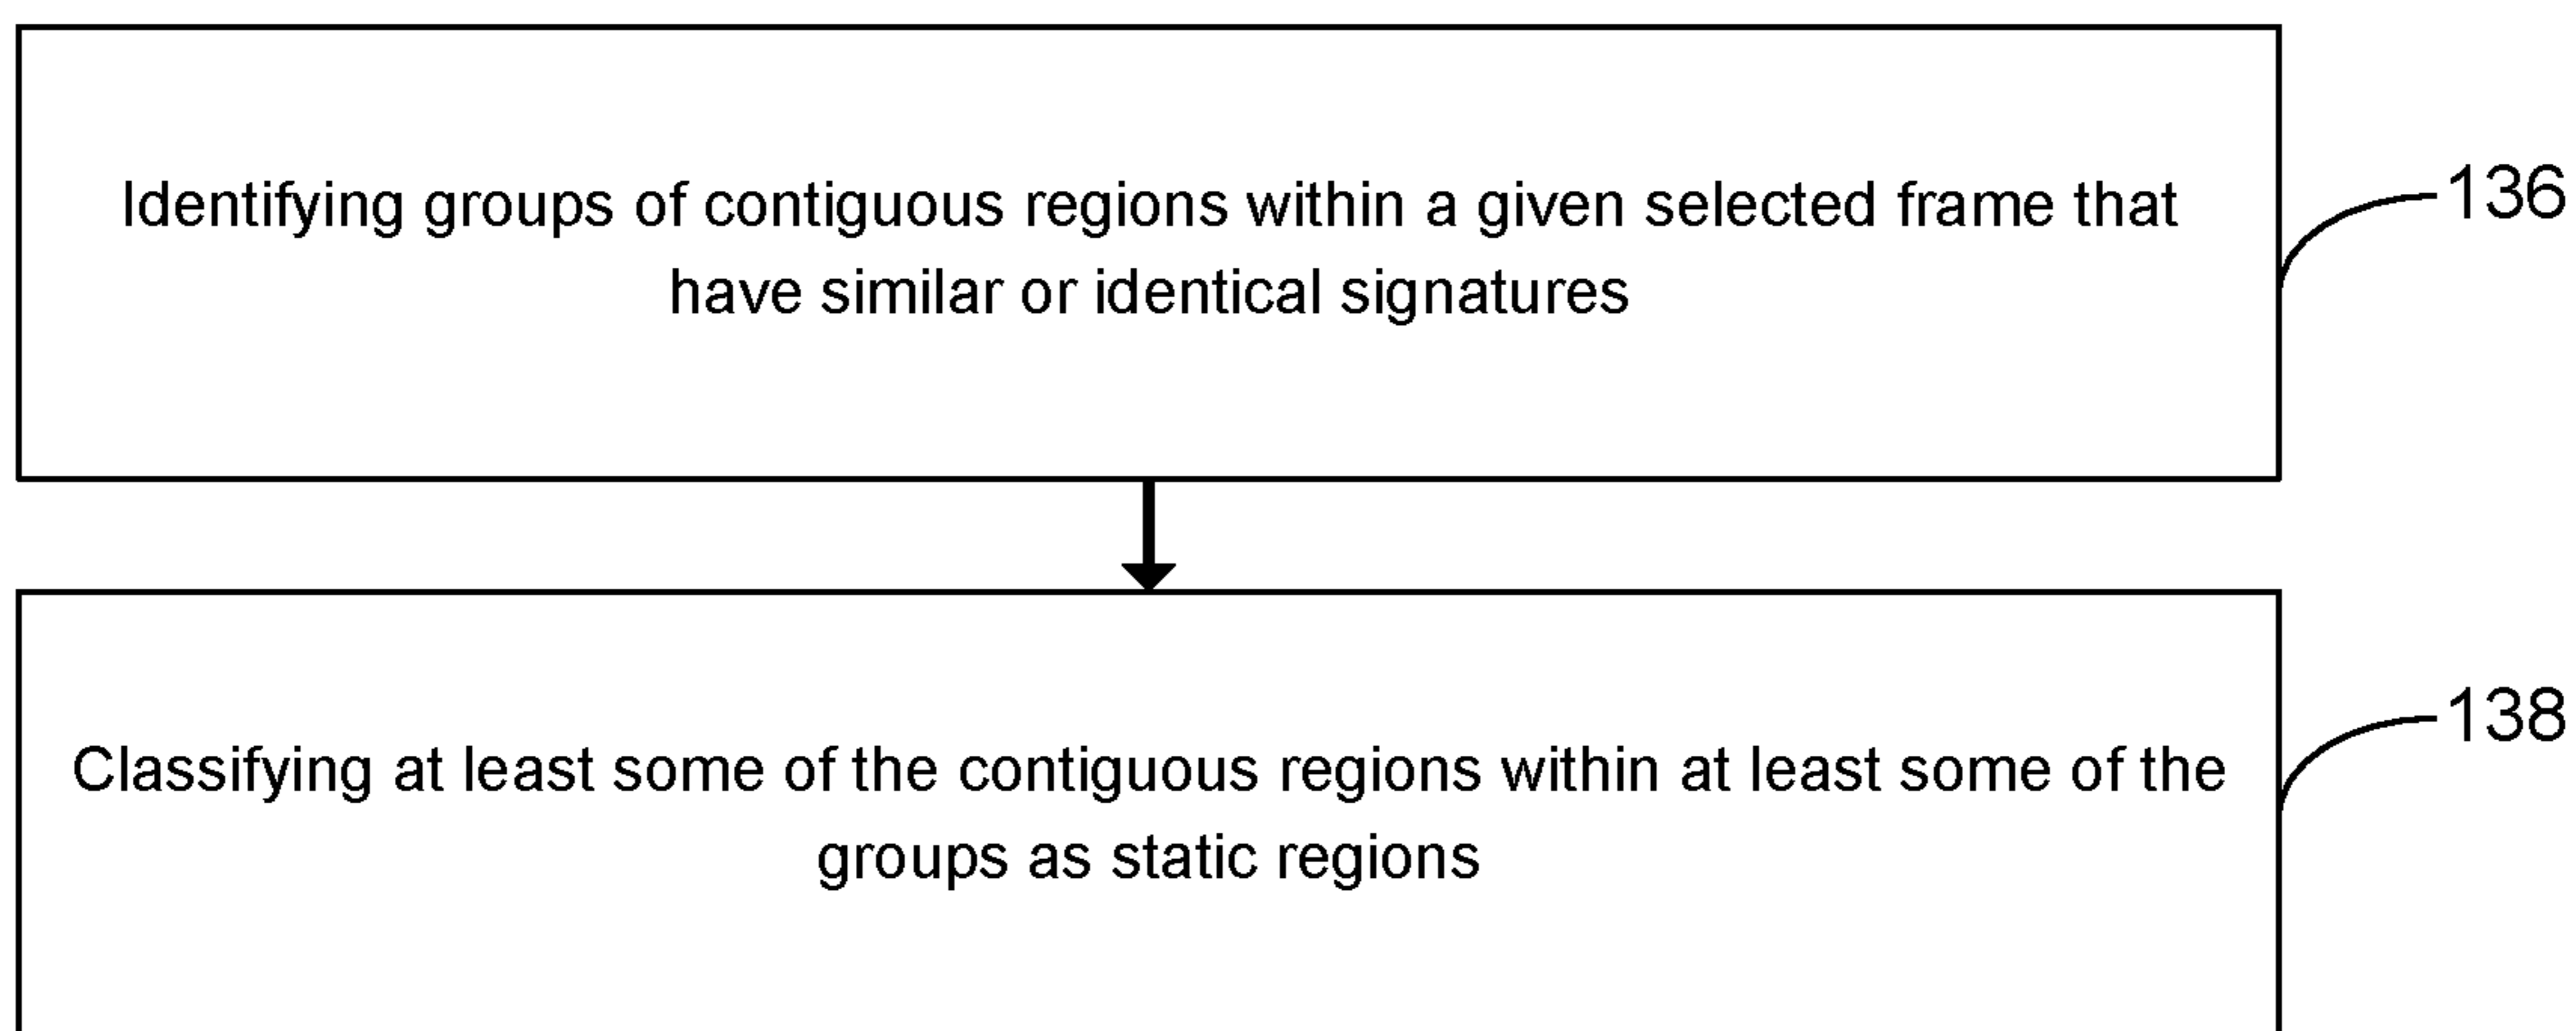 Identifying groups of contiguous regions within a given selected frame that
have similar or identical signatures
136
Classifying at least some of the contiguous regions within at least some of the
groups as static regions
138